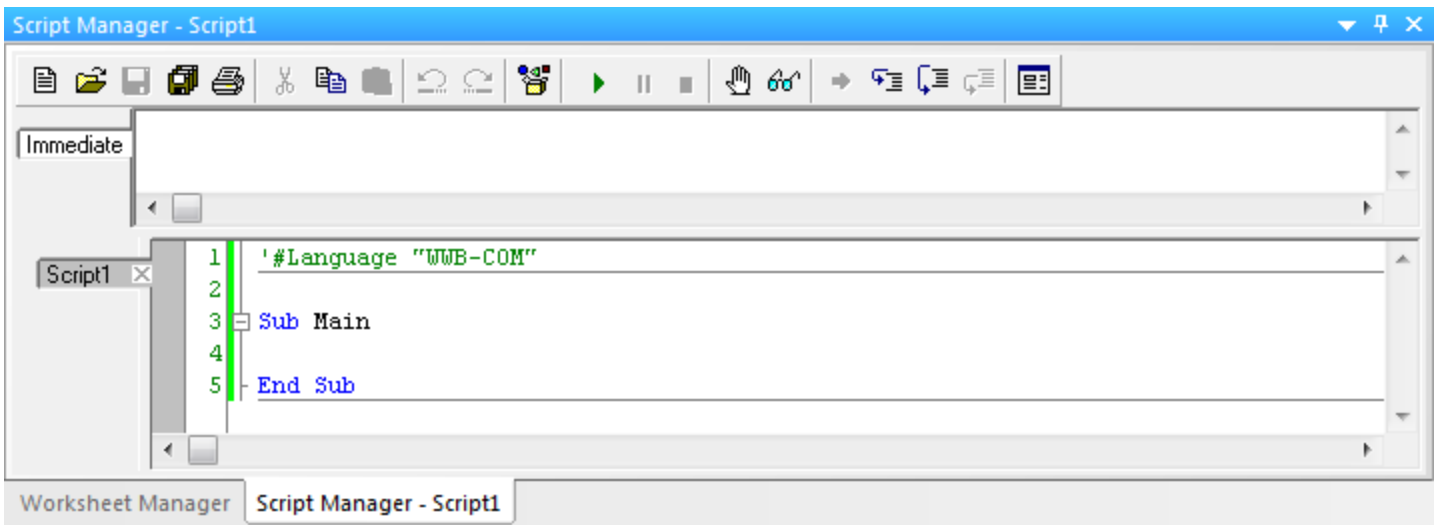 Script Manager - Script1
Immediate
Script1
1 '#Language "WWB-COM"
2
3 Sub Main
4
5 End Sub
Worksheet Manager
Script Manager - Script1